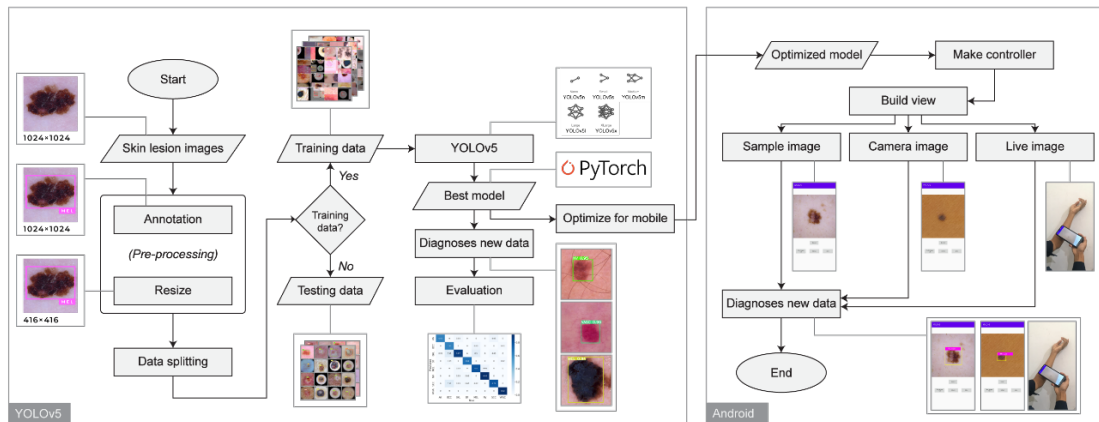 Start
1024×1024
Skin lesion images
1024×1024
Annotation
(Pre-processing)
416×416
Resize
Data splitting
Training data
Yes
Training
data?
No
Testing data
YOLOv5n
YOLOv5s
YOLOv5m
YOLOv5l
YOLOv5x
YOLOv5
PyTorch
Best model
Optimize for mobile
Diagnoses new data
Evaluation
YOLOv5
Optimized model
Make controller
Build view
Sample image
Camera image
Live image
Diagnoses new data
End
Android